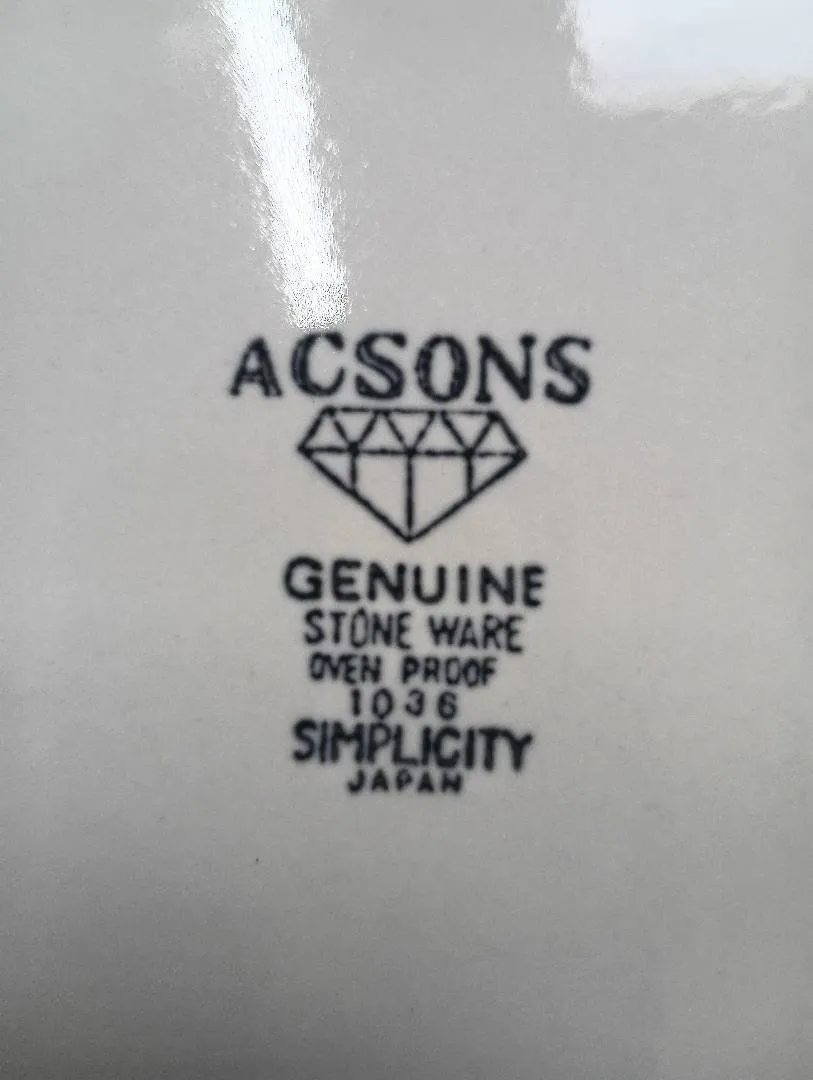 ACSONS
GENUINE
STONE WARE
OVEN PROOF
1036
SIMPLICITY
JAPAN